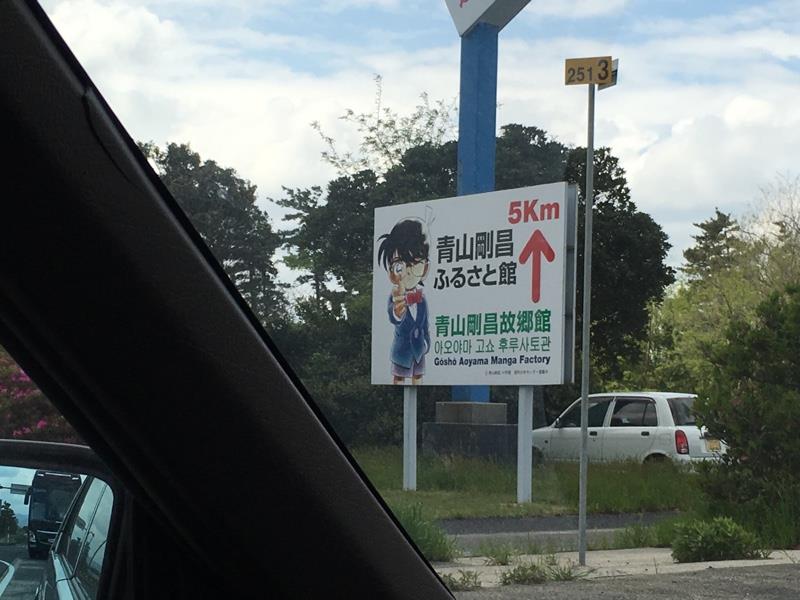 251 3
5Km
青山剛昌
ふるさと館
青山剛昌故郷館
아오야마 고쇼 후루사토관
Gōshō Aoyama Manga Factory